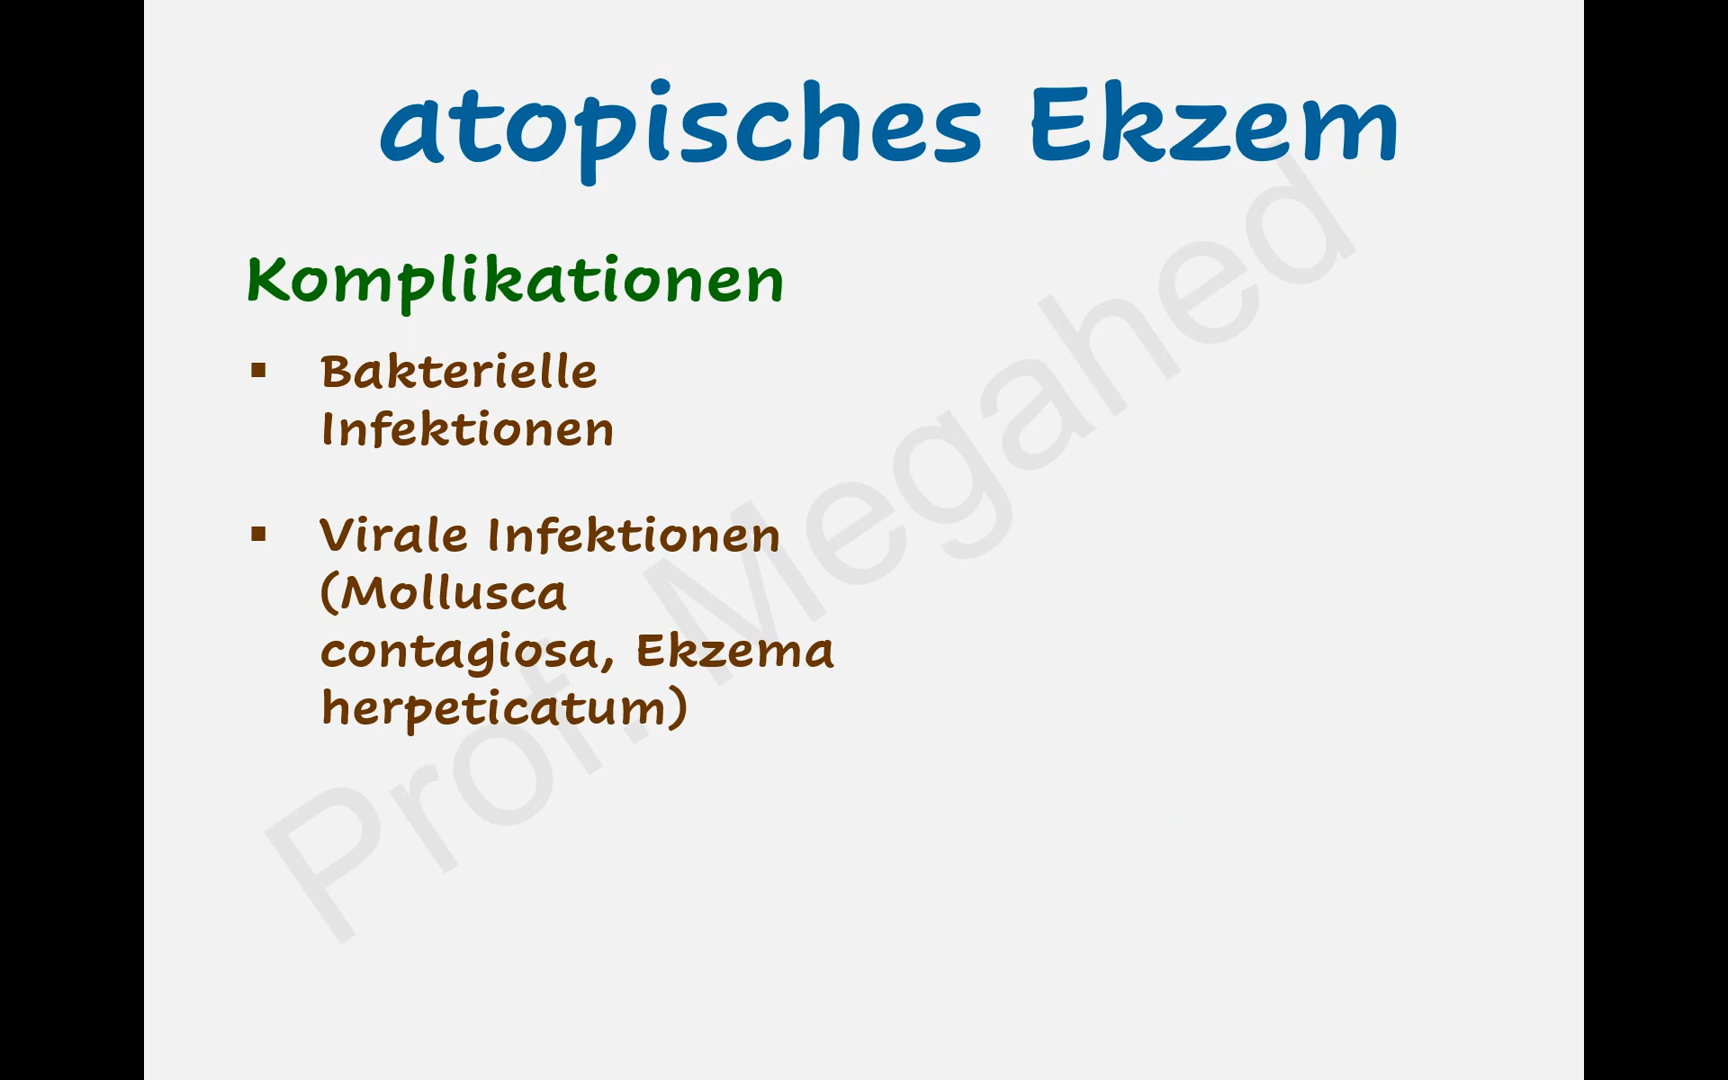 atopisches Ekzem
Komplikationen
▪ Bakterielle
Infektionen
▪ Virale Infektionen
(Mollusca
contagiosa, Ekzema
herpeticatum)
Prof. Megahed